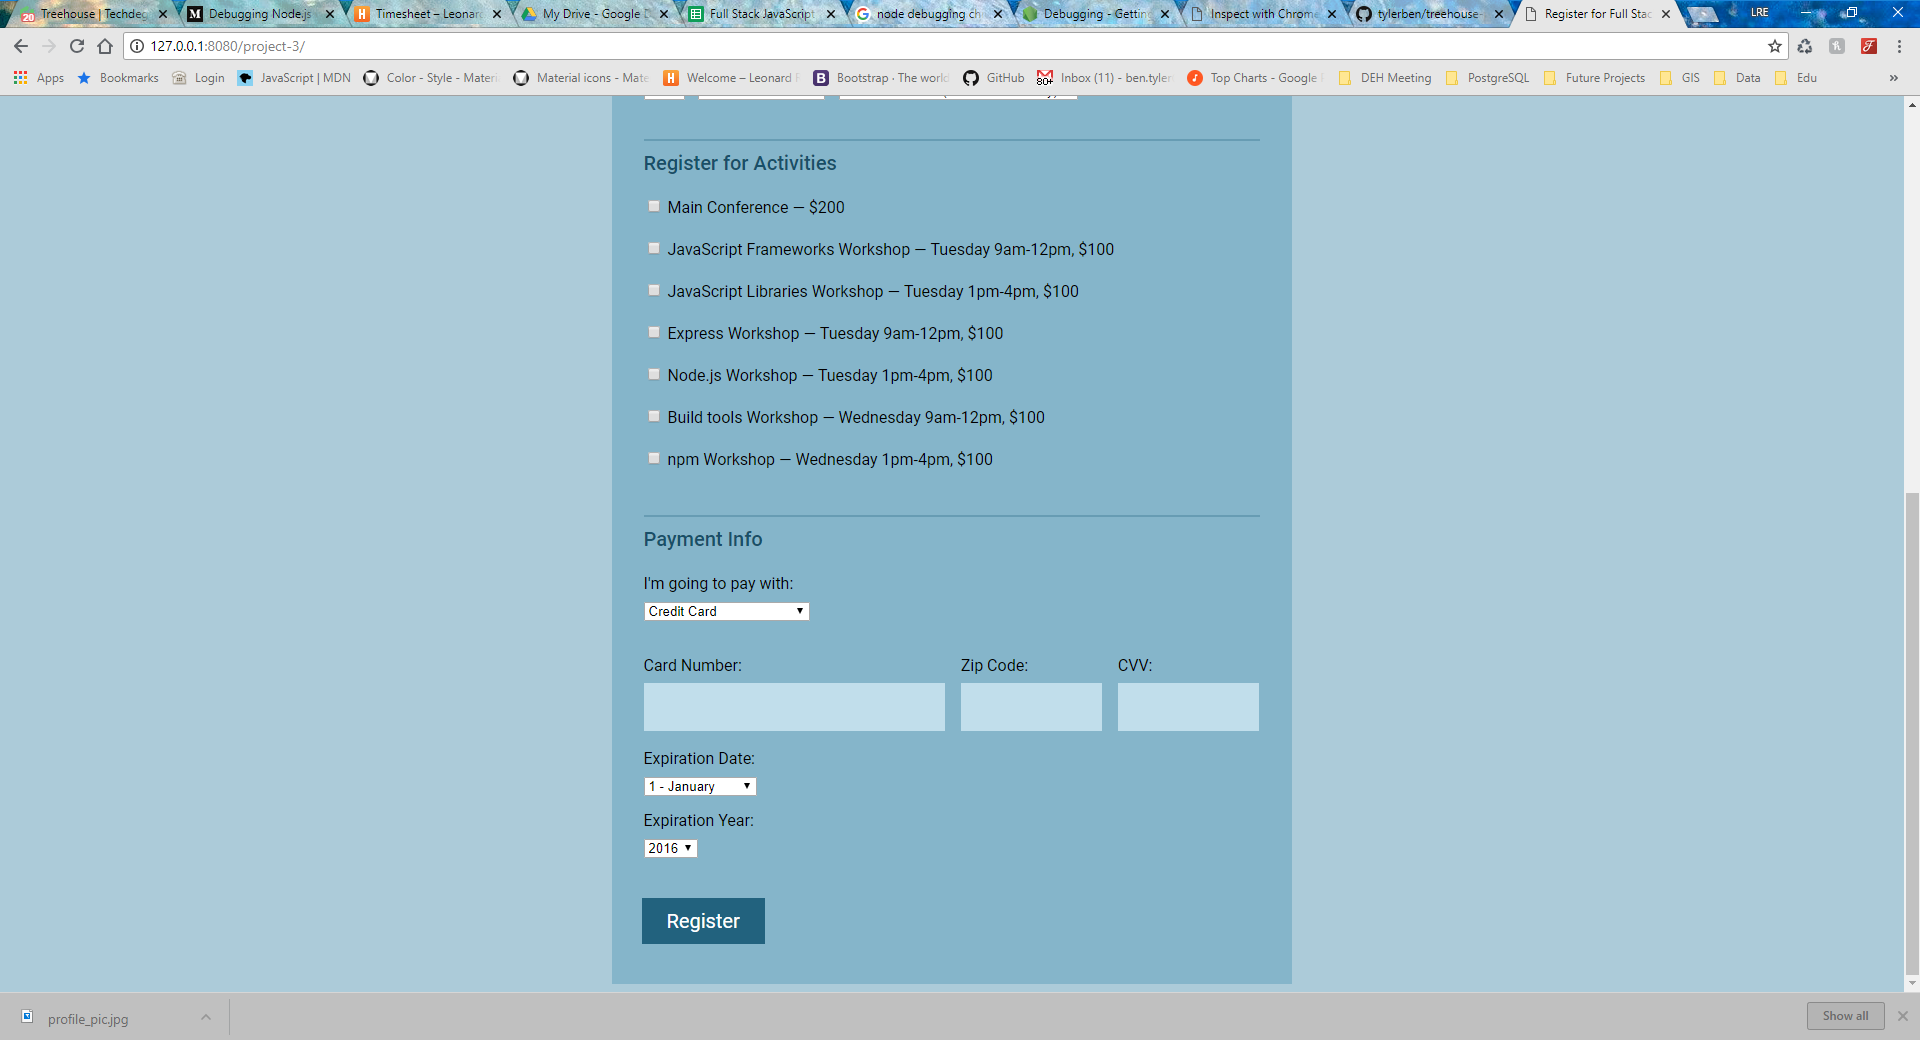 Treehouse | Techdeg
Debugging Node.js
Timesheet – Leonar
My Drive - Google D
Full Stack JavaScript
node debugging ch
Debugging - Gettin
Inspect with Chrom
tylerben/treehouse-
Register for Full Stac
LRE
127.0.0.1:8080/project-3/
Apps
Bookmarks
Login
JavaScript | MDN
Color - Style - Materi
Material icons - Mate
Welcome – Leonard
Bootstrap · The world
GitHub
Inbox (11) - ben.tyler
Top Charts - Google
DEH Meeting
PostgreSQL
Future Projects
GIS
Data
Edu
Register for Activities
Main Conference — $200
JavaScript Frameworks Workshop — Tuesday 9am-12pm, $100
JavaScript Libraries Workshop — Tuesday 1pm-4pm, $100
Express Workshop — Tuesday 9am-12pm, $100
Node.js Workshop — Tuesday 1pm-4pm, $100
Build tools Workshop — Wednesday 9am-12pm, $100
npm Workshop — Wednesday 1pm-4pm, $100
Payment Info
I'm going to pay with:
Credit Card
Card Number:
Zip Code:
CVV:
Expiration Date:
1 - January
Expiration Year:
2016
Register
profile_pic.jpg
Show all